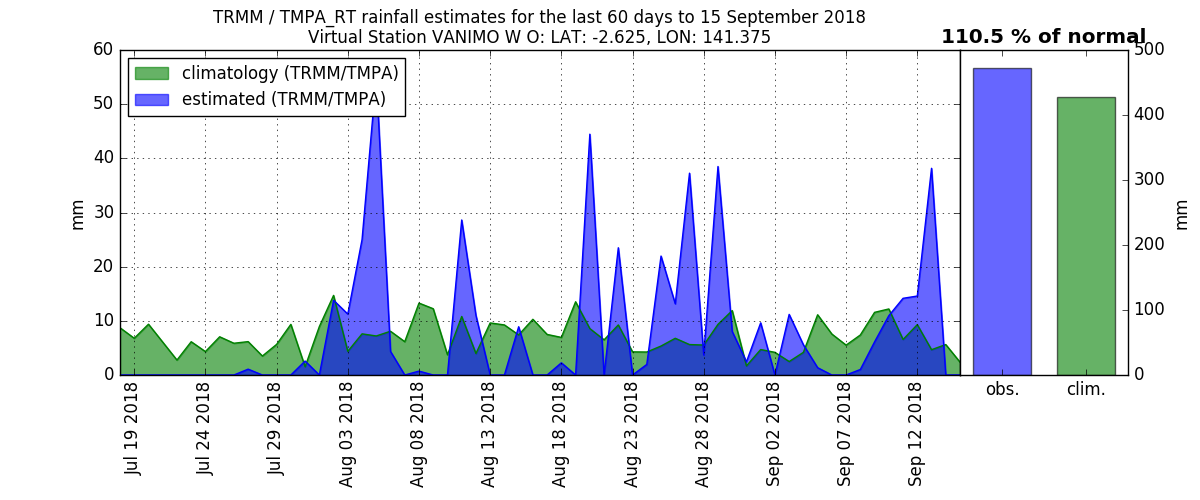 TRMM / TMPA_RT rainfall estimates for the last 60 days to 15 September 2018
Virtual Station VANIMO W O: LAT: -2.625, LON: 141.375
110.5 % of normal
climatology (TRMM/TMPA)
estimated (TRMM/TMPA)
60
50
40
30
20
10
0
mm
Jul 19 2018
Jul 24 2018
Jul 29 2018
Aug 03 2018
Aug 08 2018
Aug 13 2018
Aug 18 2018
Aug 23 2018
Aug 28 2018
Sep 02 2018
Sep 07 2018
Sep 12 2018
500
400
300
200
100
0
mm
obs.
clim.